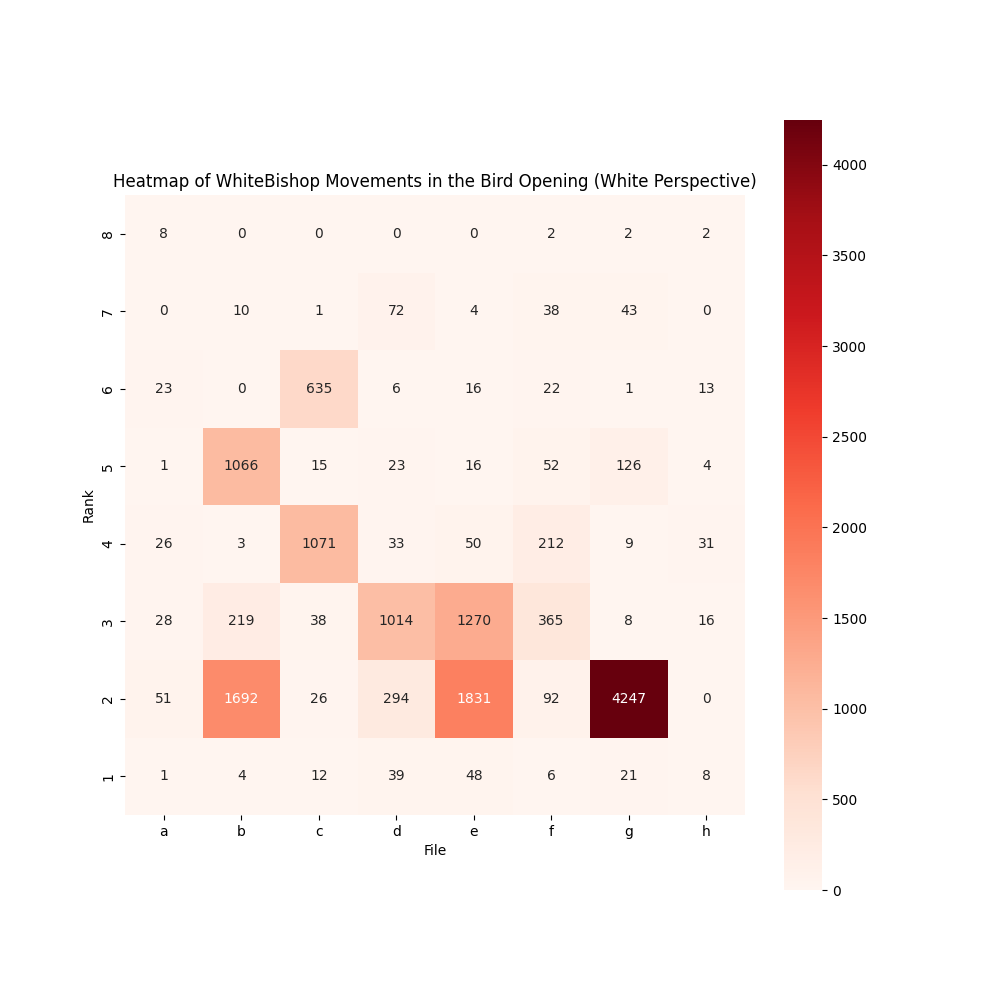 Heatmap of WhiteBishop Movements in the Bird Opening (White Perspective)
8 8 0 0 0 0 2 2 2
7 0 10 1 72 4 38 43 0
6 23 0 635 6 16 22 1 13
5 1 1066 15 23 16 52 126 4
4 26 3 1071 33 50 212 9 31
3 28 219 38 1014 1270 365 8 16
2 51 1692 26 294 1831 92 4247 0
1 1 4 12 39 48 6 21 8
a b c d e f g h
File
Rank
4000
3500
3000
2500
2000
1500
1000
500
0